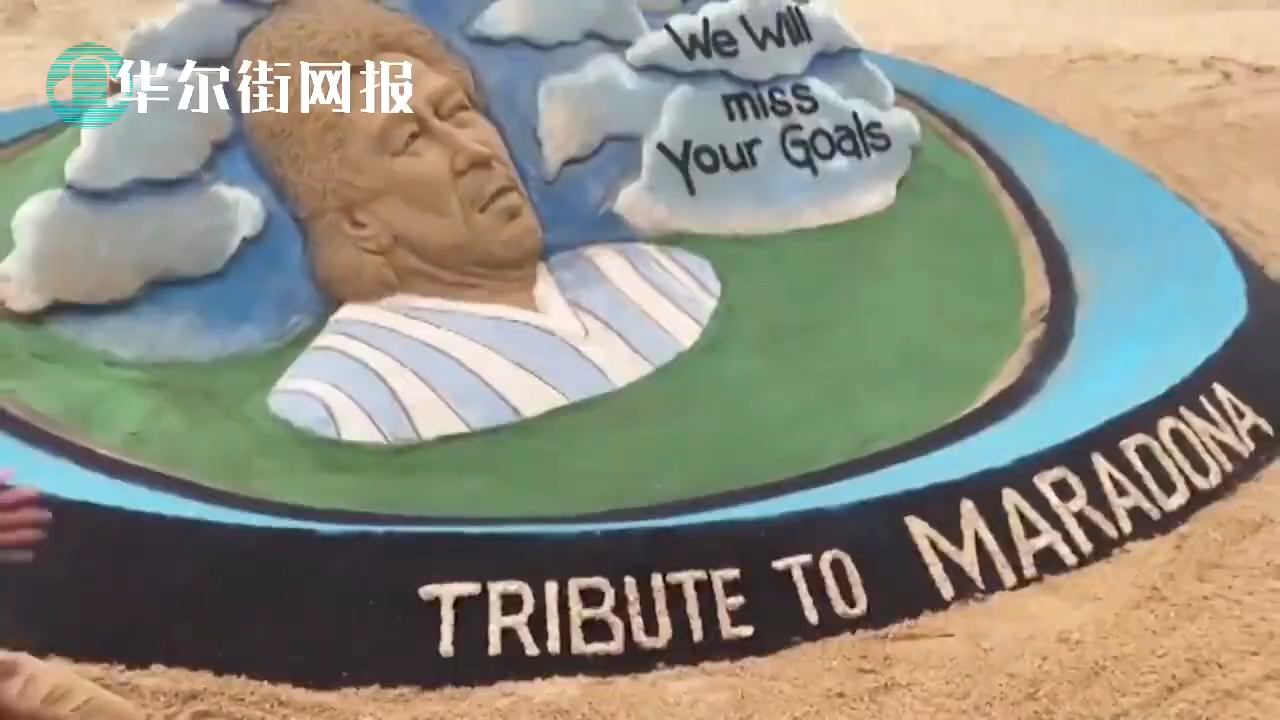 华尔街网报
We Will
miss
Your Goals
TRIBUTE TO MARADONA